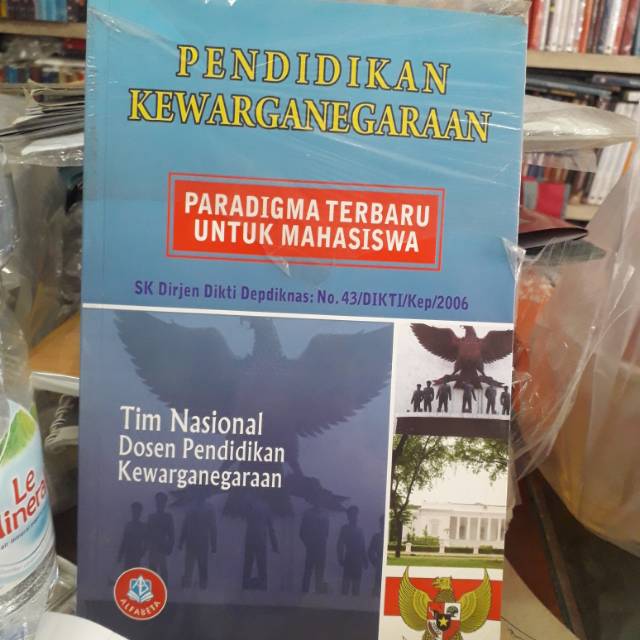 PENDIDIKAN
KEWARGANEGARAAN
PARADIGMA TERBARU
UNTUK MAHASISWA
SK Dirjen Dikti Depdiknas: No. 43/DIKTI/Kep/2006
Tim Nasional
Dosen Pendidikan
Kewarganegaraan
ALFABETA
Le